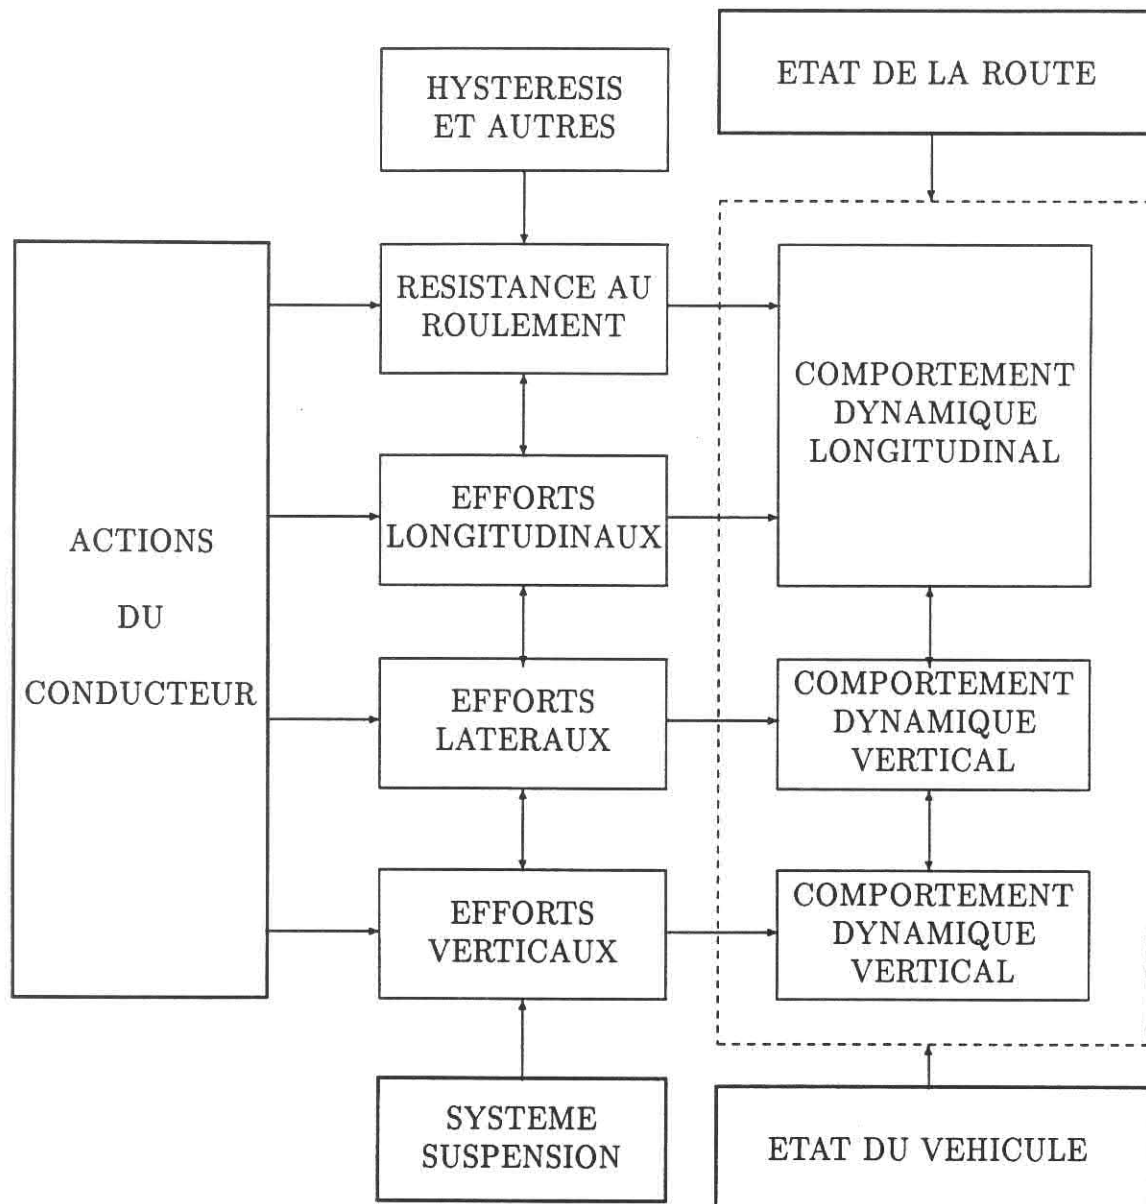 HYSTERESIS
ET AUTRES
ETAT DE LA ROUTE
RESISTANCE AU
ROULEMENT
COMPORTEMENT
DYNAMIQUE
LONGITUDINAL
EFFORTS
LONGITUDINAUX
ACTIONS
DU
CONDUCTEUR
EFFORTS
LATERAUX
COMPORTEMENT
DYNAMIQUE
VERTICAL
EFFORTS
VERTICAUX
COMPORTEMENT
DYNAMIQUE
VERTICAL
SYSTEME
SUSPENSION
ETAT DU VEHICULE